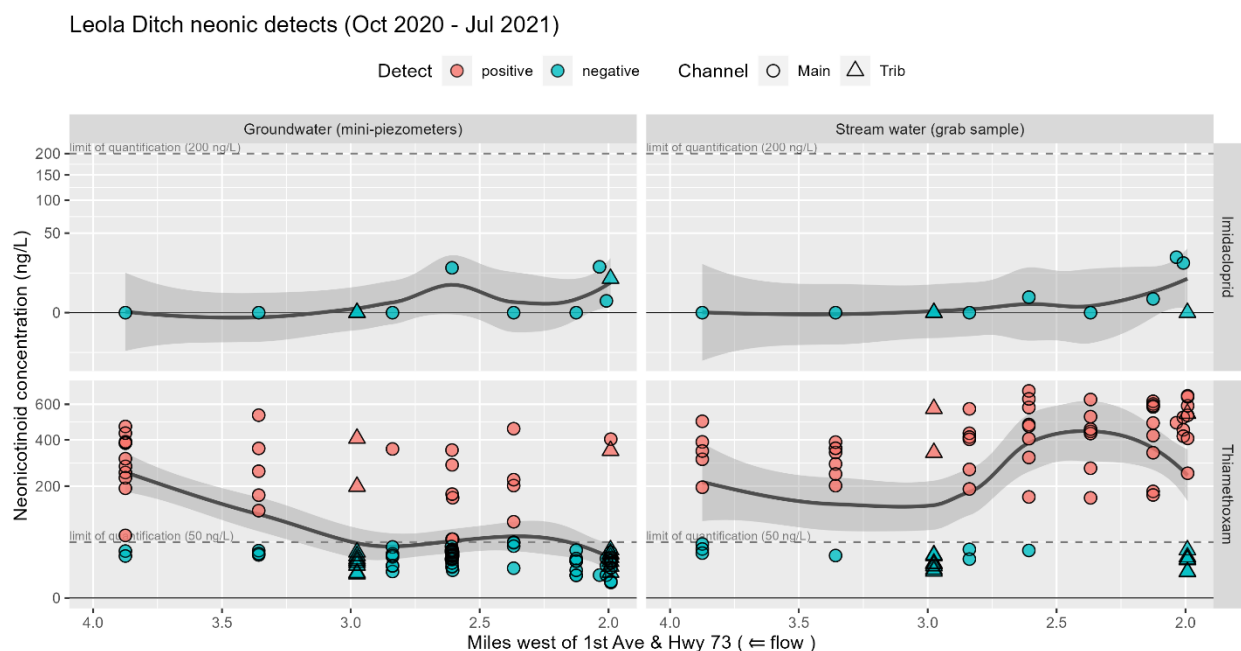 Leola Ditch neonic detects (Oct 2020 - Jul 2021)
Detect positive negative Channel Main Trib
Groundwater (mini-piezometers) Stream water (grab sample)
limit of quantification (200 ng/L) limit of quantification (200 ng/L)
200
150
100
50
0
Imidacloprid
Neonicotinoid concentration (ng/L)
600
400
200
0
limit of quantification (50 ng/L) limit of quantification (50 ng/L)
Thiamethoxam
4.0 3.5 3.0 2.5 2.0 4.0 3.5 3.0 2.5 2.0
Miles west of 1st Ave & Hwy 73 ( ⇐ flow )